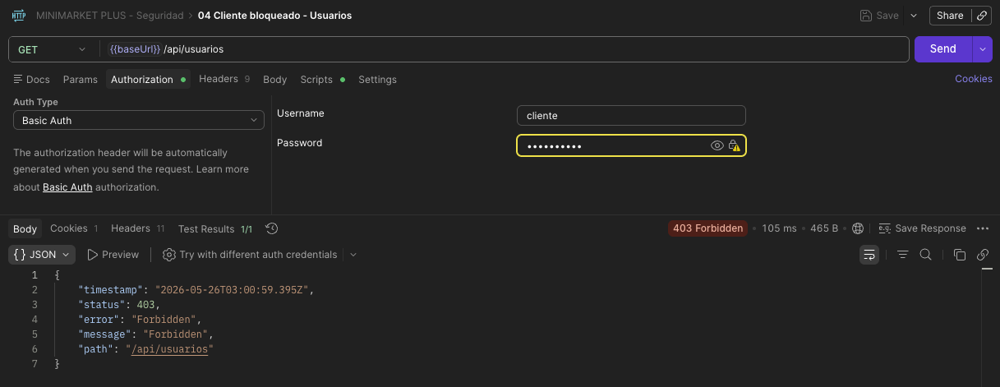 HTTP MINIMARKET PLUS - Seguridad > 04 Cliente bloqueado - Usuarios Save Share
GET {{baseUrl}}/api/usuarios Send
Docs Params Authorization Headers 9 Body Scripts Settings Cookies
Auth Type
Basic Auth
The authorization header will be automatically
generated when you send the request. Learn more
about Basic Auth authorization.
Username cliente
Password ••••••••••
Body Cookies 1 Headers 11 Test Results 1/1 403 Forbidden • 105 ms • 465 B • e.g. Save Response
{} JSON Preview Try with different auth credentials
1 {
2 "timestamp": "2026-05-26T03:00:59.395Z",
3 "status": 403,
4 "error": "Forbidden",
5 "message": "Forbidden",
6 "path": "/api/usuarios"
7 }